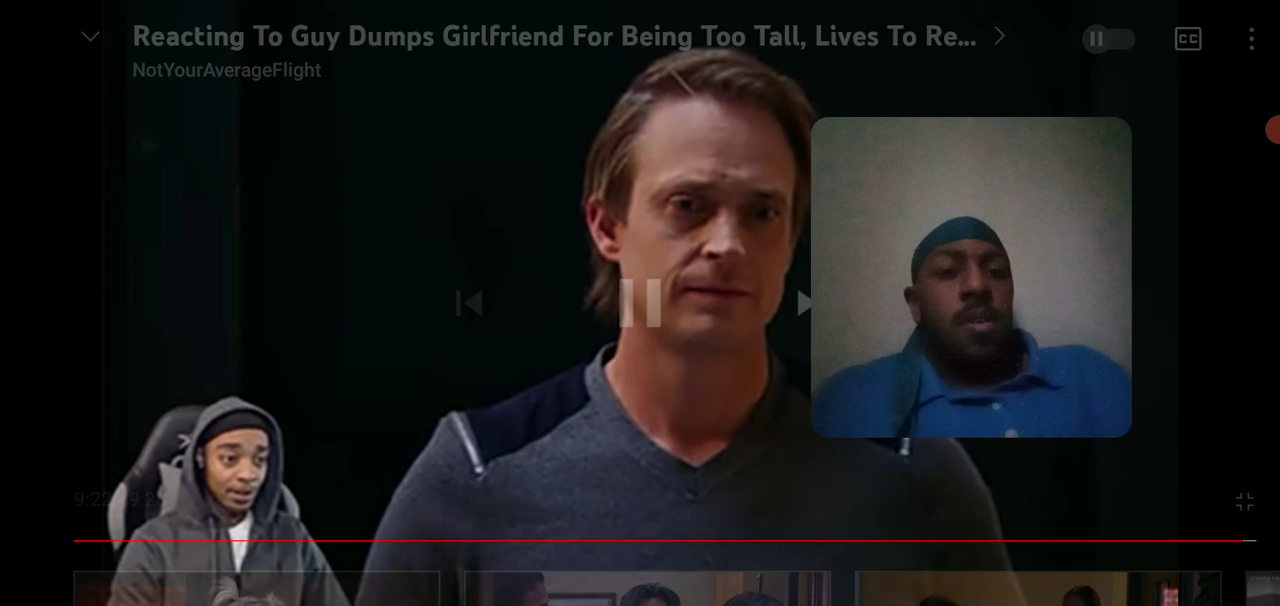 Reacting To Guy Dumps Girlfriend For Being Too Tall, Lives To Re...
NotYourAverageFlight
CC